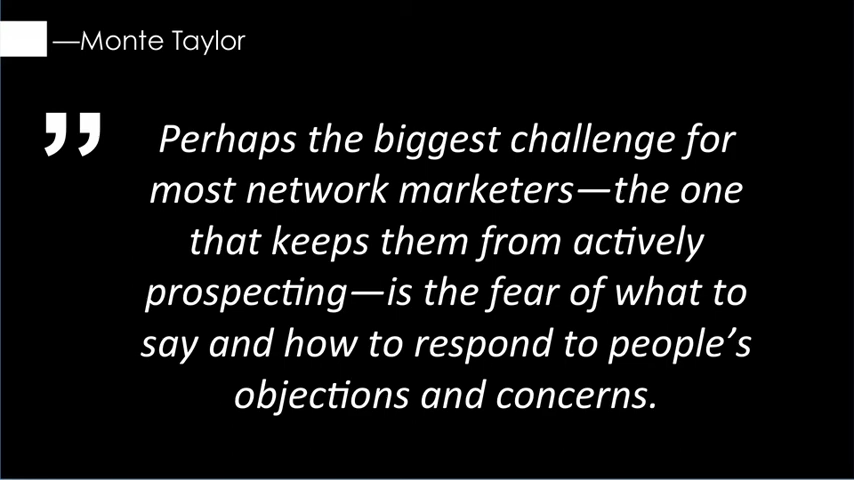 —Monte Taylor
” Perhaps the biggest challenge for
most network marketers—the one
that keeps them from actively
prospecting—is the fear of what to
say and how to respond to people’s
objections and concerns.